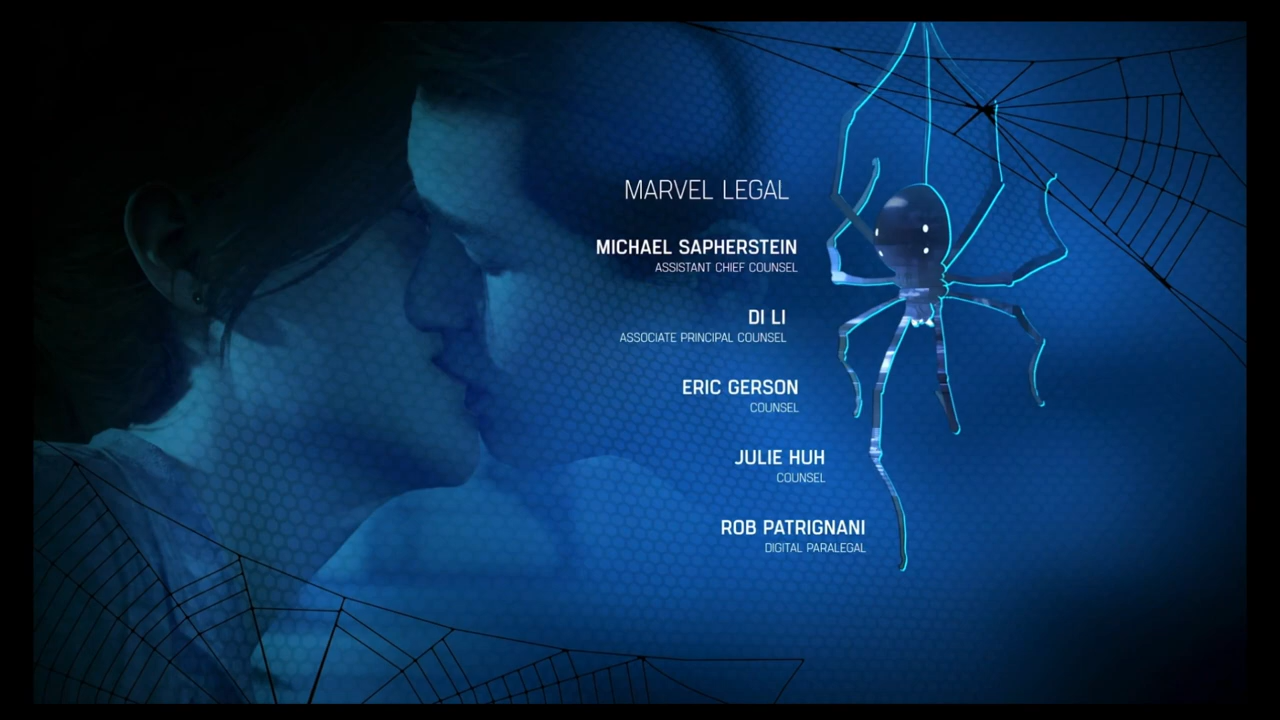 MARVEL LEGAL
MICHAEL SAPHERSTEIN
ASSISTANT CHIEF COUNSEL
DI LI
ASSOCIATE PRINCIPAL COUNSEL
ERIC GERSON
COUNSEL
JULIE HUH
COUNSEL
ROB PATRIGNANI
DIGITAL PARALEGAL